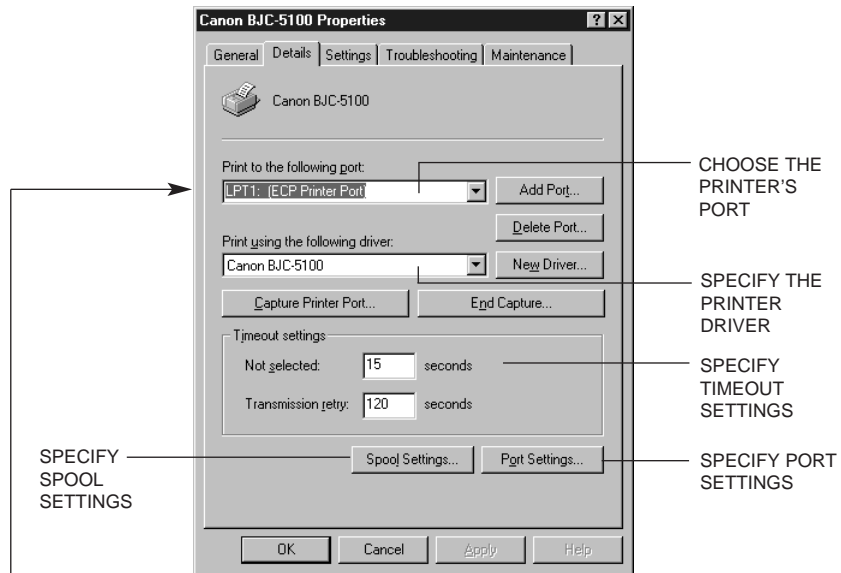 Canon BJC-5100 Properties
General Details Settings Troubleshooting Maintenance
Canon BJC-5100
Print to the following port:
LPT1: (ECP Printer Port)
Add Port...
Delete Port...
Print using the following driver:
Canon BJC-5100
New Driver...
Capture Printer Port...
End Capture...
Timeout settings
Not selected: 15 seconds
Transmission retry: 120 seconds
Spool Settings...
Port Settings...
OK
Cancel
Apply
Help
CHOOSE THE
PRINTER'S
PORT
SPECIFY THE
PRINTER
DRIVER
SPECIFY
TIMEOUT
SETTINGS
SPECIFY PORT
SETTINGS
SPECIFY
SPOOL
SETTINGS